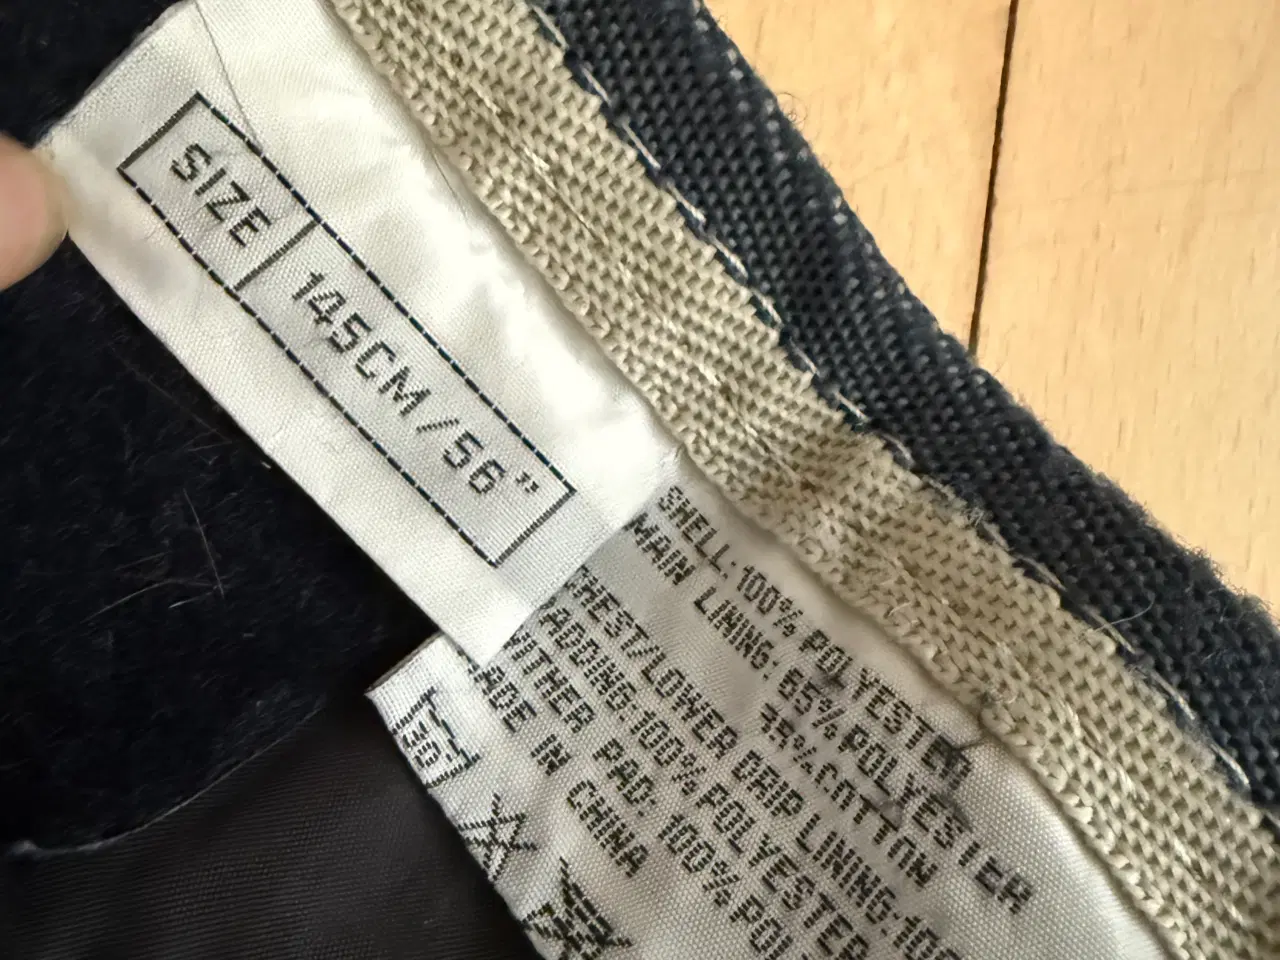 SIZE 145CM/56"
SHELL: 100% POLYESTER
MAIN LINING: 65% POLYESTER
35% COTTON
CHEST/LOWER DRIP LINING:100
PADDING:100% POLYESTER
WITHER PAD: 100% POL
MADE IN CHINA